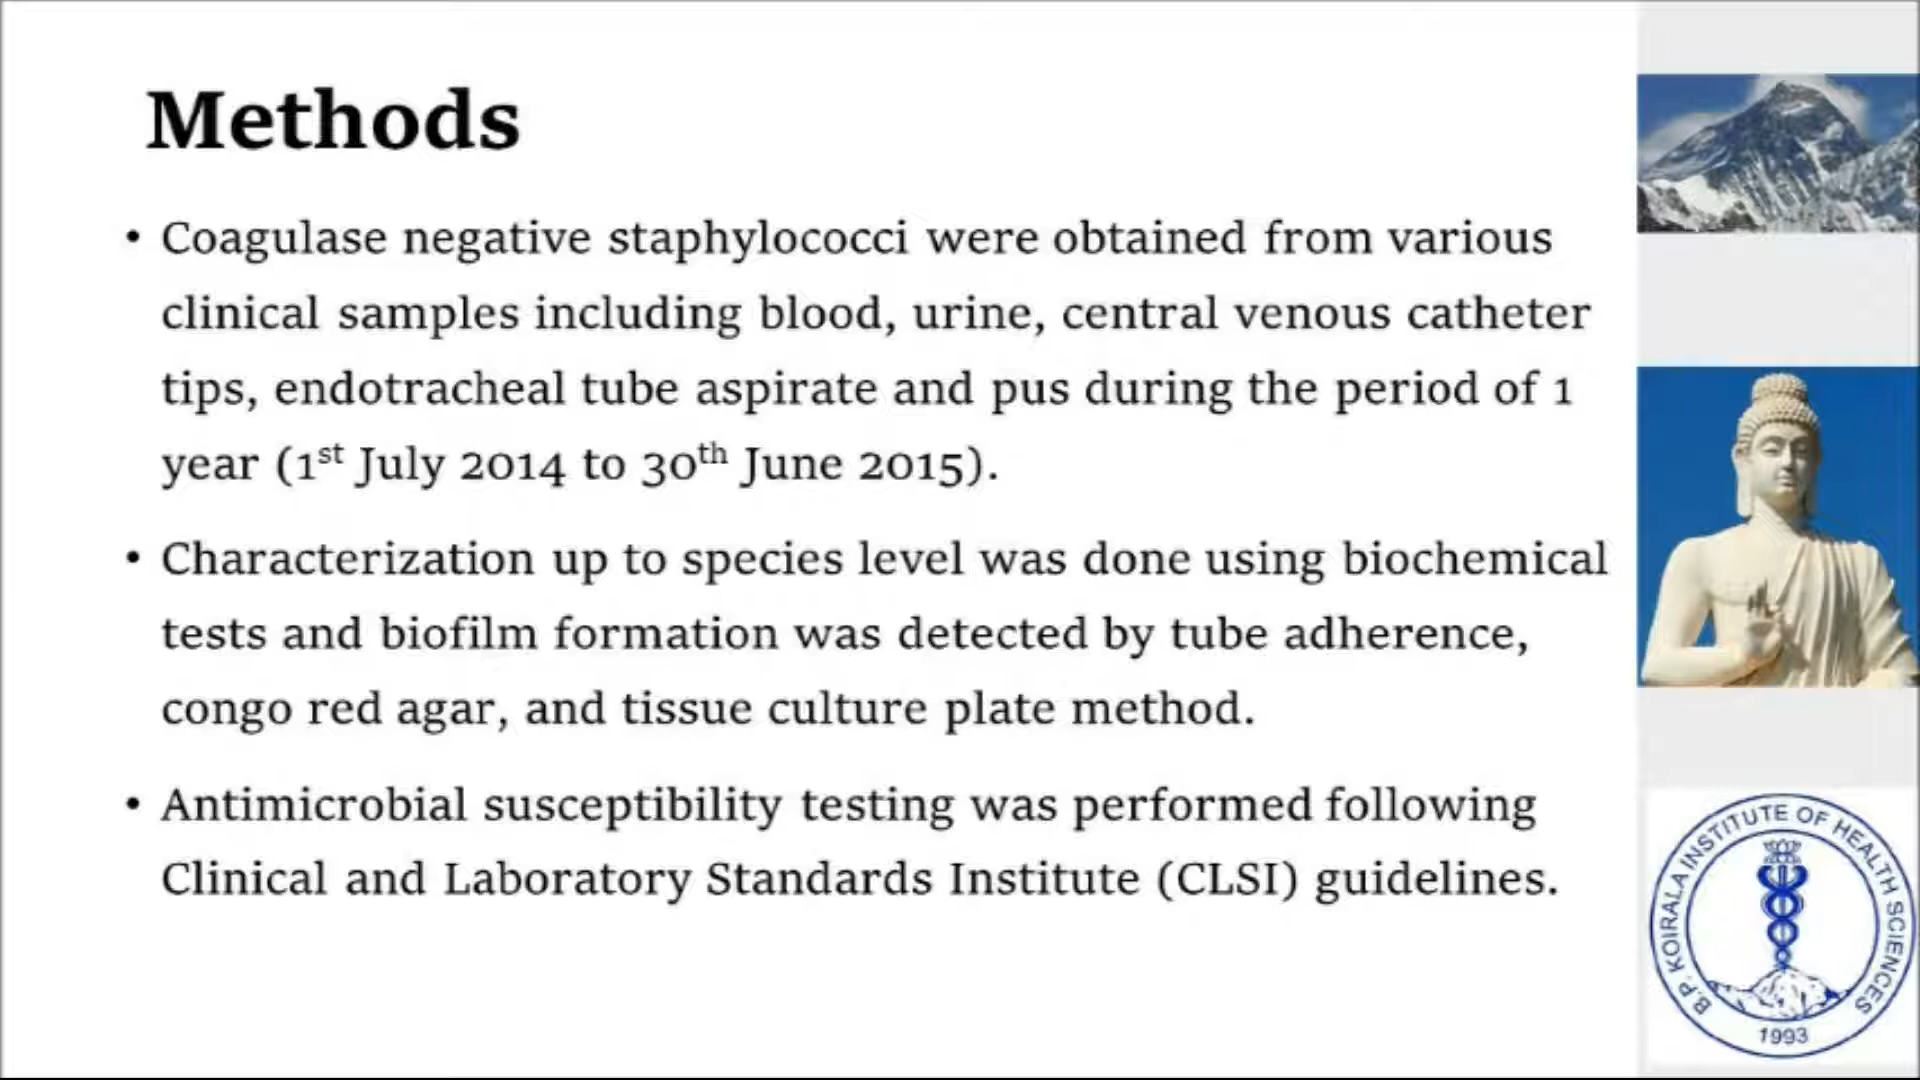 Methods
• Coagulase negative staphylococci were obtained from various
clinical samples including blood, urine, central venous catheter
tips, endotracheal tube aspirate and pus during the period of 1
year (1st July 2014 to 30th June 2015).
• Characterization up to species level was done using biochemical
tests and biofilm formation was detected by tube adherence,
congo red agar, and tissue culture plate method.
• Antimicrobial susceptibility testing was performed following
Clinical and Laboratory Standards Institute (CLSI) guidelines.
B.P. KOIRALA INSTITUTE OF HEALTH SCIENCES
1993